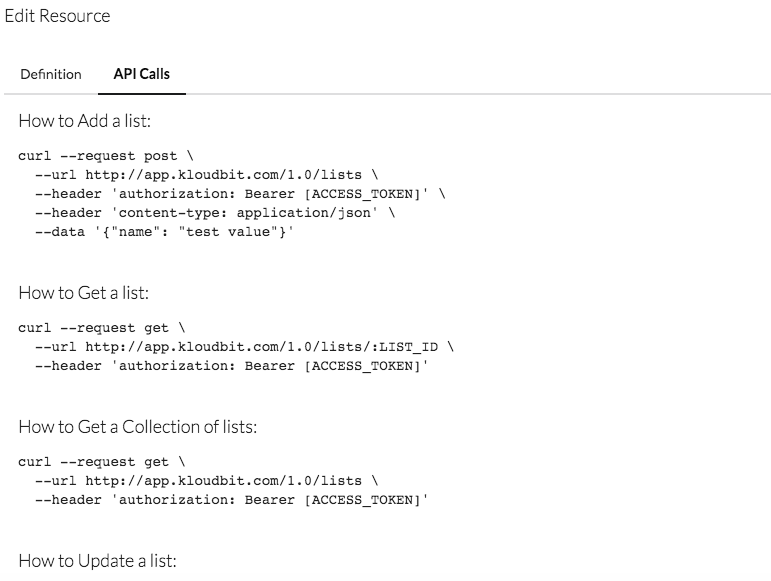 Edit Resource
Definition API Calls
How to Add a list:
curl --request post \
--url http://app.kloudbit.com/1.0/lists \
--header 'authorization: Bearer [ACCESS_TOKEN]' \
--header 'content-type: application/json' \
--data '{"name": "test value"}'
How to Get a list:
curl --request get \
--url http://app.kloudbit.com/1.0/lists/:LIST_ID \
--header 'authorization: Bearer [ACCESS_TOKEN]'
How to Get a Collection of lists:
curl --request get \
--url http://app.kloudbit.com/1.0/lists \
--header 'authorization: Bearer [ACCESS_TOKEN]'
How to Update a list: